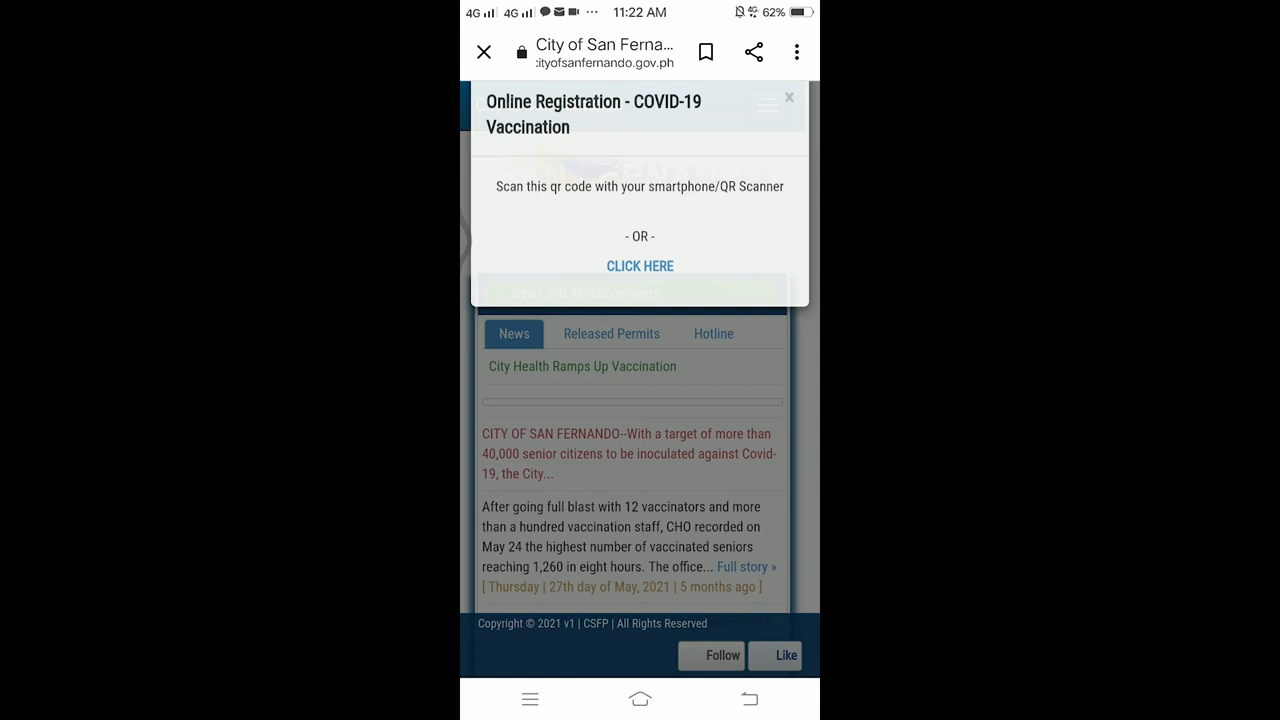 4G 4G ... 11:22 AM 4G 62%
City of San Ferna...
:ityofsanfernando.gov.ph
Online Registration - COVID-19
Vaccination
×
Scan this qr code with your smartphone/QR Scanner
- OR -
CLICK HERE
News and Announcements
News Released Permits Hotline
City Health Ramps Up Vaccination
CITY OF SAN FERNANDO--With a target of more than
40,000 senior citizens to be inoculated against Covid-
19, the City...
After going full blast with 12 vaccinators and more
than a hundred vaccination staff, CHO recorded on
May 24 the highest number of vaccinated seniors
reaching 1,260 in eight hours. The office... Full story »
[ Thursday | 27th day of May, 2021 | 5 months ago ]
Copyright © 2021 v1 | CSFP | All Rights Reserved
Follow Like